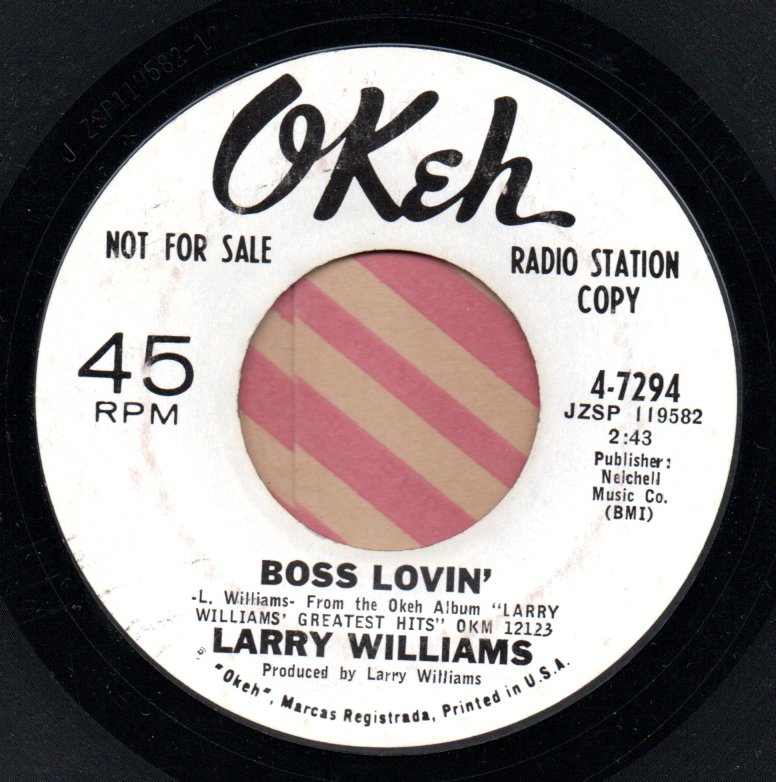 J ZSP119582-1
OKeh
NOT FOR SALE
RADIO STATION
COPY
45
RPM
4-7294
JZSP 119582
2:43
Publisher:
Nelchell
Music Co.
(BMI)
BOSS LOVIN'
-L. Williams- From the Okeh Album "LARRY
WILLIAMS' GREATEST HITS" OKM 12123
LARRY WILLIAMS
Produced by Larry Williams
"Okeh", Marcas Registrada, Printed in U.S.A.